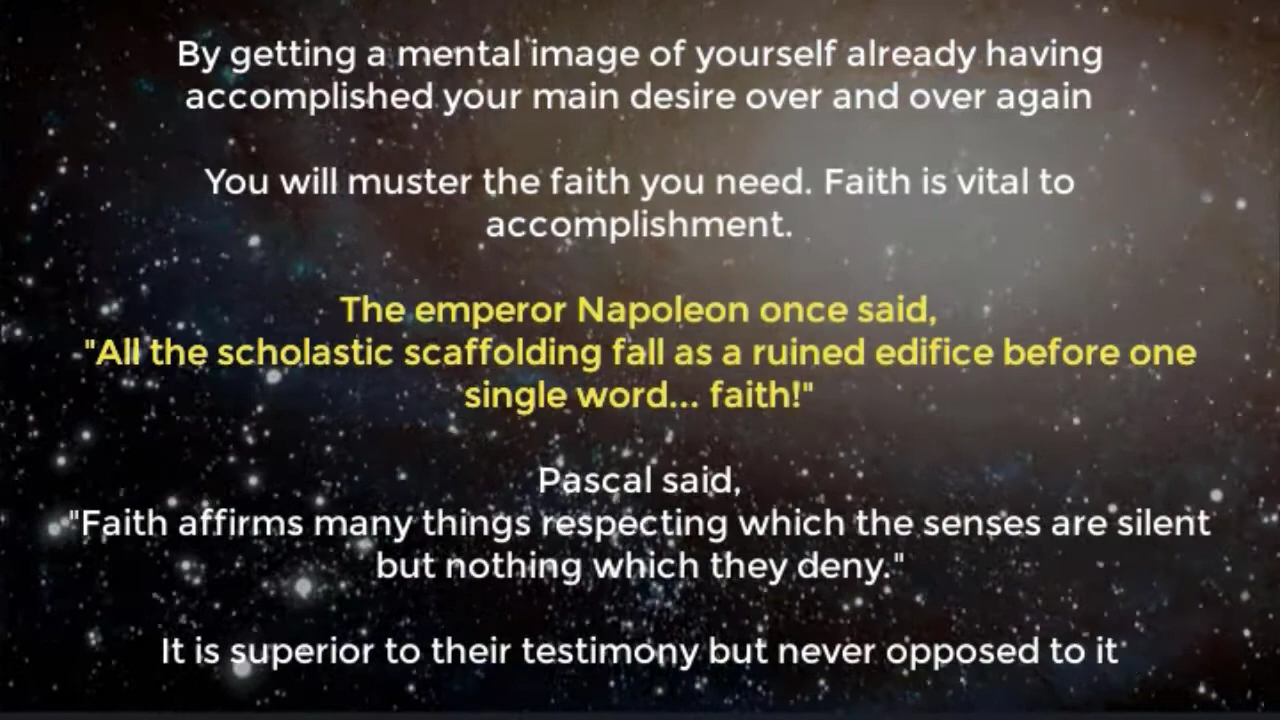 By getting a mental image of yourself already having
accomplished your main desire over and over again
You will muster the faith you need. Faith is vital to
accomplishment.
The emperor Napoleon once said,
"All the scholastic scaffolding fall as a ruined edifice before one
single word... faith!"
Pascal said,
"Faith affirms many things respecting which the senses are silent
but nothing which they deny."
It is superior to their testimony but never opposed to it